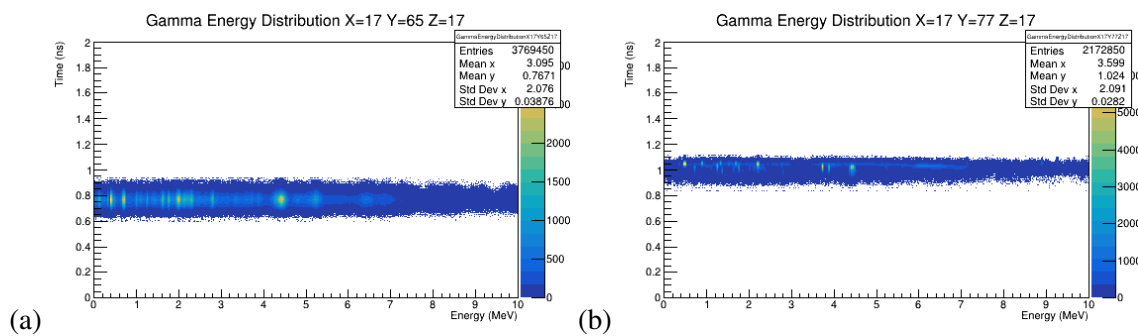 Gamma Energy Distribution X=17 Y=65 Z=17
GammaEnergyDistributionX17Y65Z17
Entries 3769450
Mean x 3.095
Mean y 0.7671
Std Dev x 2.076
Std Dev y 0.03876
Time (ns)
2
1.8
1.6
1.4
1.2
1
0.8
0.6
0.4
0.2
0
0 1 2 3 4 5 6 7 8 9 10
Energy (MeV)
2000
1500
1000
500
0
(a)
Gamma Energy Distribution X=17 Y=77 Z=17
GammaEnergyDistributionX17Y77Z17
Entries 2172850
Mean x 3.599
Mean y 1.024
Std Dev x 2.091
Std Dev y 0.0282
Time (ns)
2
1.8
1.6
1.4
1.2
1
0.8
0.6
0.4
0.2
0
0 1 2 3 4 5 6 7 8 9 10
Energy (MeV)
5000
4000
3000
2000
1000
0
(b)